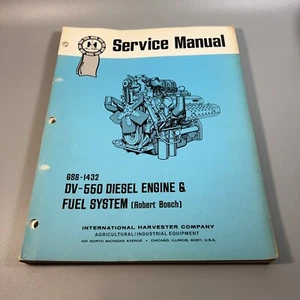 Service Manual
GSS-1432
DV-550 DIESEL ENGINE &
FUEL SYSTEM (Robert Bosch)
INTERNATIONAL HARVESTER COMPANY
AGRICULTURAL/INDUSTRIAL EQUIPMENT
401 NORTH MICHIGAN AVENUE • CHICAGO, ILLINOIS, 60611, U.S.A.